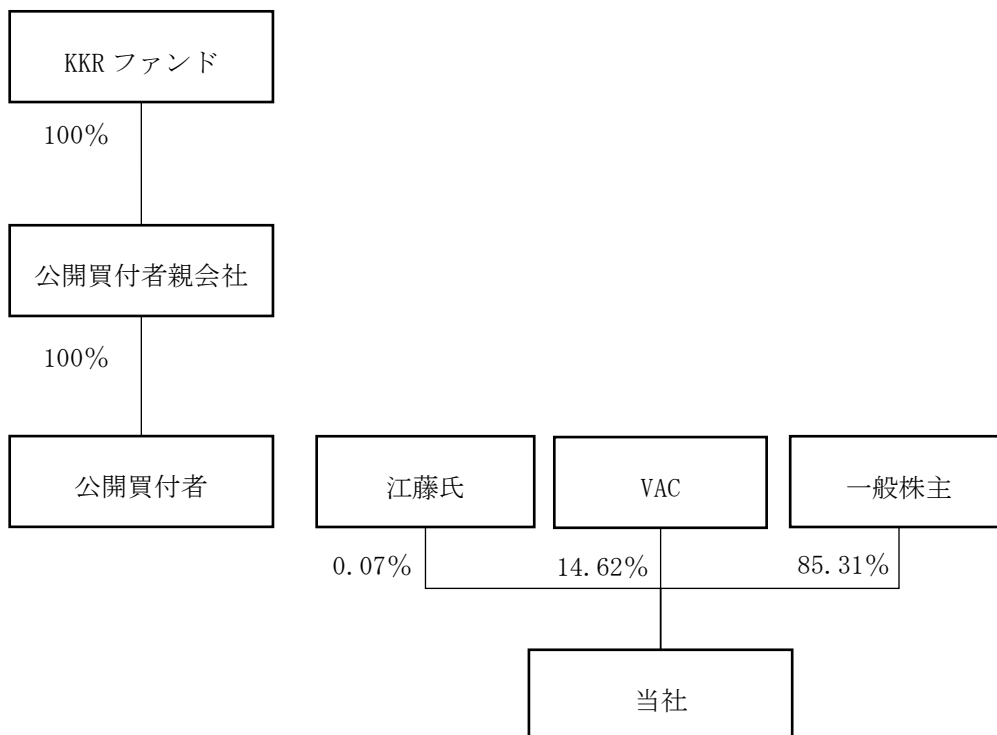 KKR ファンド
100%
公開買付者親会社
100%
公開買付者
江藤氏
VAC
一般株主
0.07%
14.62%
85.31%
当社